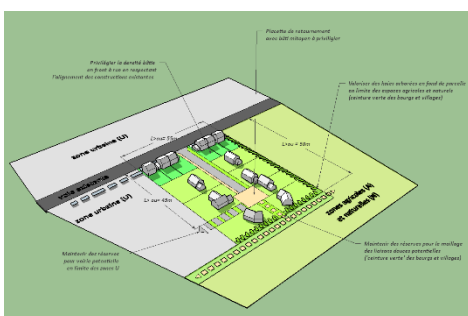 Placette de retournement
avec bâti mitoyen à privilégier
Privilégier la densité bâtie
en front à rue en respectant
l'alignement des constructions existantes
Valoriser des haies arborées en fond de parcelle
en limite des espaces agricoles et naturels
(ceinture verte des bourgs et villages)
zone urbaine (U)
voie existante
zone urbaine (U)
zones agricoles (A)
et naturelles (N)
Maintenir des réserves
pour voirie potentielle
en limite des zones U
Maintenir des réserves pour le maillage
des liaisons douces potentielles
('ceinture verte' des bourgs et villages)